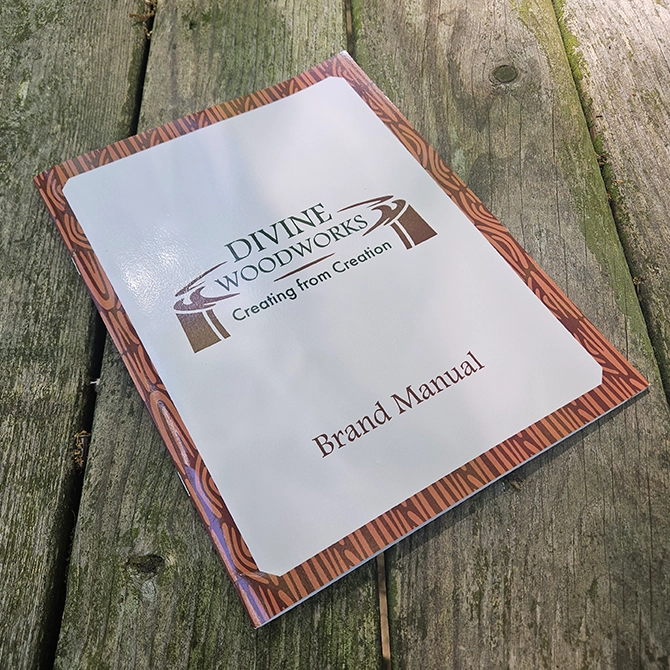 DIVINE
WOODWORKS
Creating from Creation
Brand Manual